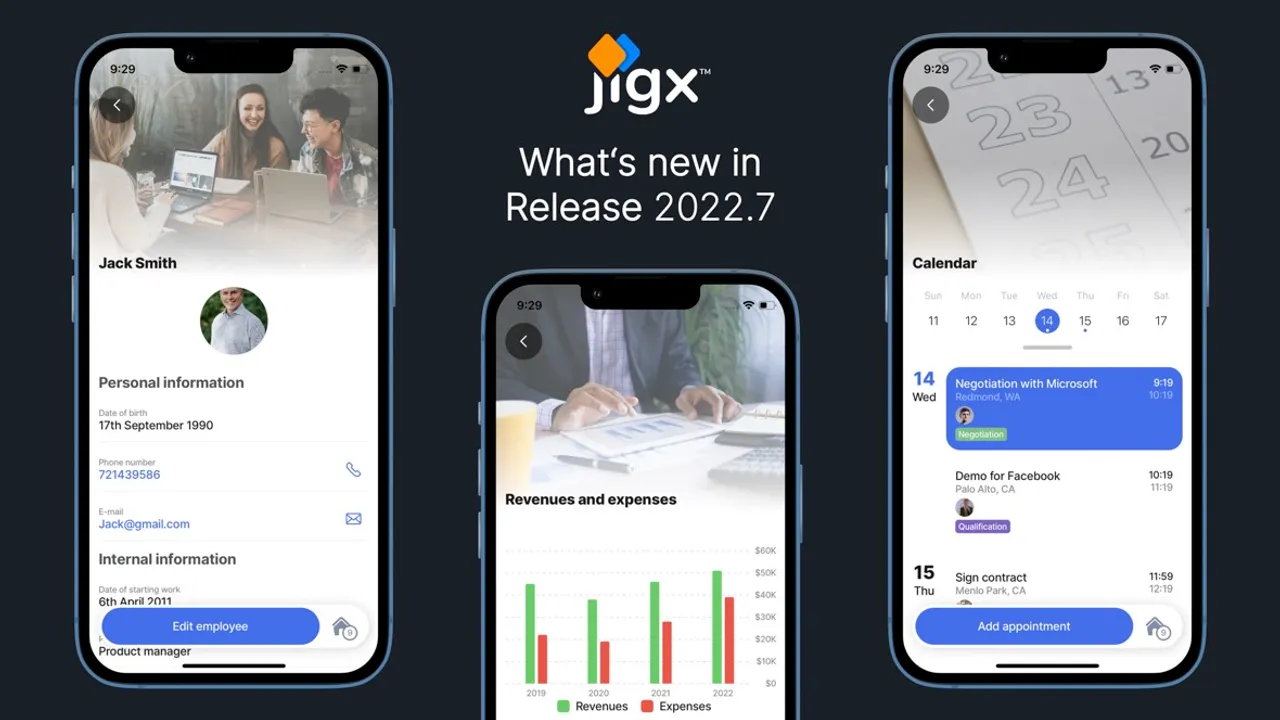 9:29
Jack Smith
Personal information
Date of birth
17th September 1990
Phone number
721439586
E-mail
Jack@gmail.com
Internal information
Date of starting work
6th April 2011
Edit employee
9
Product manager
jigx™
What's new in
Release 2022.7
9:29
Revenues and expenses
$60K
$50K
$40K
$30K
$20K
$10K
$0
2019 2020 2021 2022
Revenues Expenses
9:29
23
24
25
13
20
Calendar
Sun Mon Tue Wed Thu Fri Sat
11 12 13 14 15 16 17
14
Wed
Negotiation with Microsoft 9:19
Redmond, WA 10:19
Negotiation
Demo for Facebook 10:19
Palo Alto, CA 11:19
Qualification
15
Thu
Sign contract 11:59
Menlo Park, CA 12:19
Add appointment
9